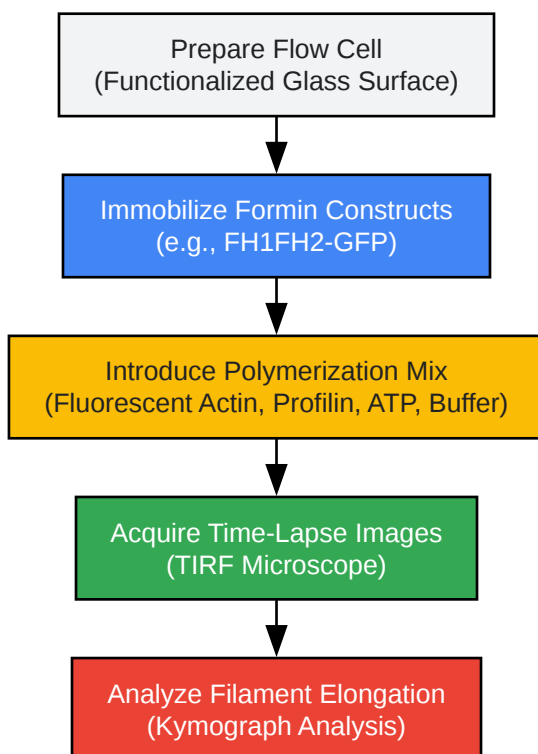 Prepare Flow Cell
(Functionalized Glass Surface)
Immobilize Formin Constructs
(e.g., FH1FH2-GFP)
Introduce Polymerization Mix
(Fluorescent Actin, Profilin, ATP, Buffer)
Acquire Time-Lapse Images
(TIRF Microscope)
Analyze Filament Elongation
(Kymograph Analysis)